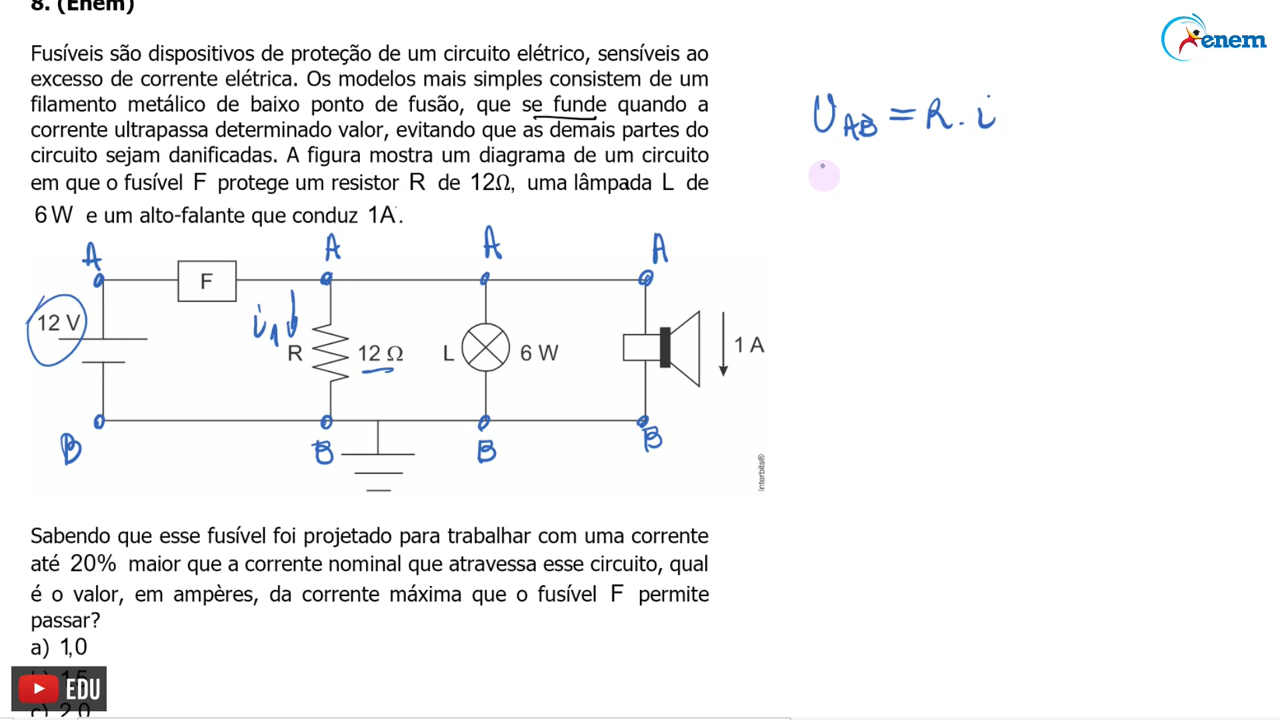 8. (Enem)
enem
Fusíveis são dispositivos de proteção de um circuito elétrico, sensíveis ao
excesso de corrente elétrica. Os modelos mais simples consistem de um
filamento metálico de baixo ponto de fusão, que se funde quando a
corrente ultrapassa determinado valor, evitando que as demais partes do
circuito sejam danificadas. A figura mostra um diagrama de um circuito
em que o fusível F protege um resistor R de 12Ω, uma lâmpada L de
6 W e um alto-falante que conduz 1A.
U AB = R . i
A A A A
F
12 V
i1
R 12 Ω L 6 W 1 A
B B B B
Interbits®
Sabendo que esse fusível foi projetado para trabalhar com uma corrente
até 20% maior que a corrente nominal que atravessa esse circuito, qual
é o valor, em ampères, da corrente máxima que o fusível F permite
passar?
a) 1,0
EDU
c) 2,0